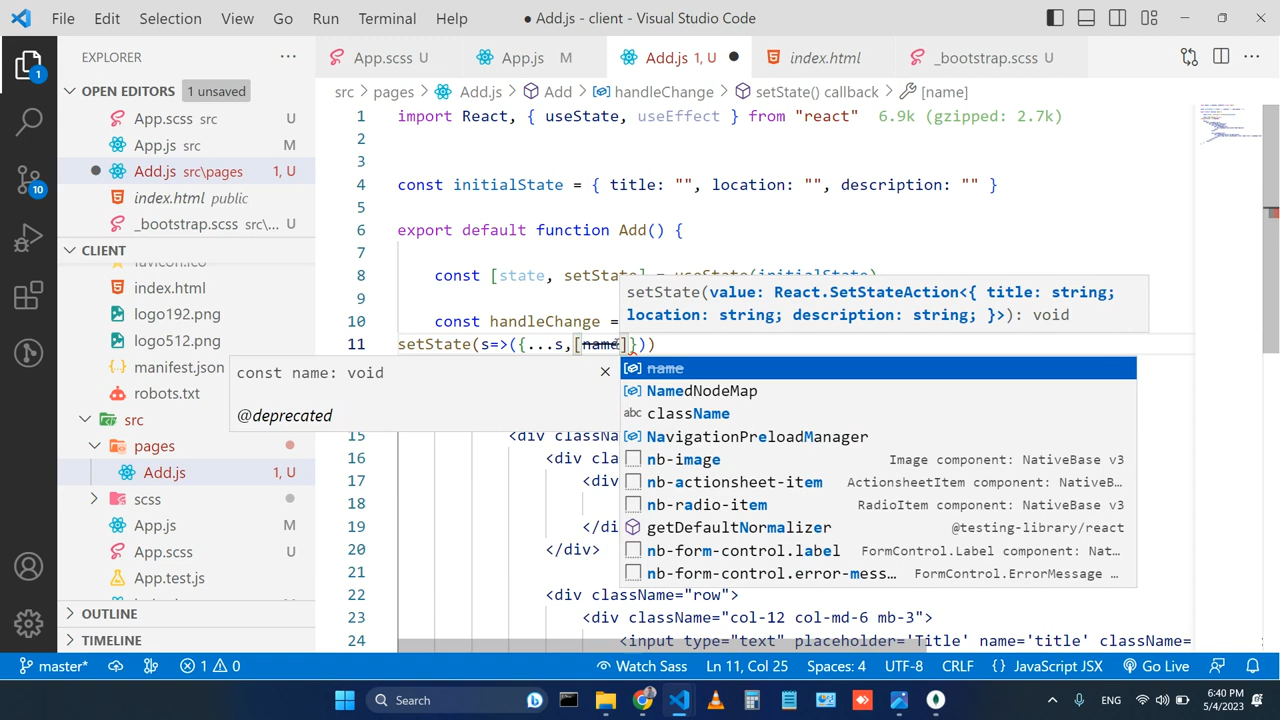 File Edit Selection View Go Run Terminal Help
● Add.js - client - Visual Studio Code
EXPLORER
App.scss U
App.js M
Add.js 1, U ●
index.html
_bootstrap.scss U
1
10
OPEN EDITORS 1 unsaved
App.scss src U
App.js src M
Add.js src\pages 1, U
index.html public
_bootstrap.scss src\... U
CLIENT
favicon.ico
index.html
logo192.png
logo512.png
manifest.json
robots.txt
src
pages
Add.js 1, U
scss
App.js M
App.scss U
App.test.js U
OUTLINE
TIMELINE
src > pages > Add.js > Add > handleChange > setState() callback > [name]
1 import React, { useState, useEffect } from "react" 6.9k (gzipped: 2.7k)
2
3
4 const initialState = { title: "", location: "", description: "" }
5
6 export default function Add() {
7
8 const [state, setState] = useState(initialState)
9
10 const handleChange =
11 setState(s=>({...s,[name]}))
setState(value: React.SetStateAction<{ title: string;
location: string; description: string; }>): void
const name: void
@deprecated
name
NamedNodeMap
abc className
NavigationPreloadManager
nb-image Image component: NativeBase v3
nb-actionsheet-item ActionsheetItem component: NativeB...
nb-radio-item RadioItem component: NativeBase v3
getDefaultNormalizer @testing-library/react
nb-form-control.label FormControl.Label component: Nat...
nb-form-control.error-mess... FormControl.ErrorMessage ...
15 <div classNa
16 <div cla
17 <div
18
19 </di
20 </div>
21
22 <div className="row">
23 <div className="col-12 col-md-6 mb-3">
24 <input type="text" placeholder='Title' name='title' className=
master* 1 0
Watch Sass Ln 11, Col 25 Spaces: 4 UTF-8 CRLF {} JavaScript JSX Go Live
Search
ENG
6:40 PM
5/4/2023